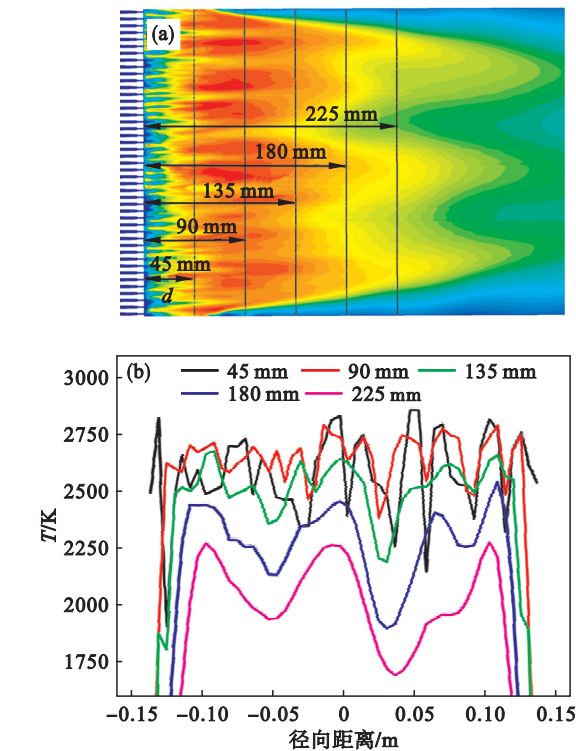 (a)
225 mm
180 mm
135 mm
90 mm
45 mm
d
(b)
45 mm 90 mm 135 mm
180 mm 225 mm
3000
2750
2500
2250
2000
1750
T/K
−0.15 −0.10 −0.05 0 0.05 0.10 0.15
径向距离/m